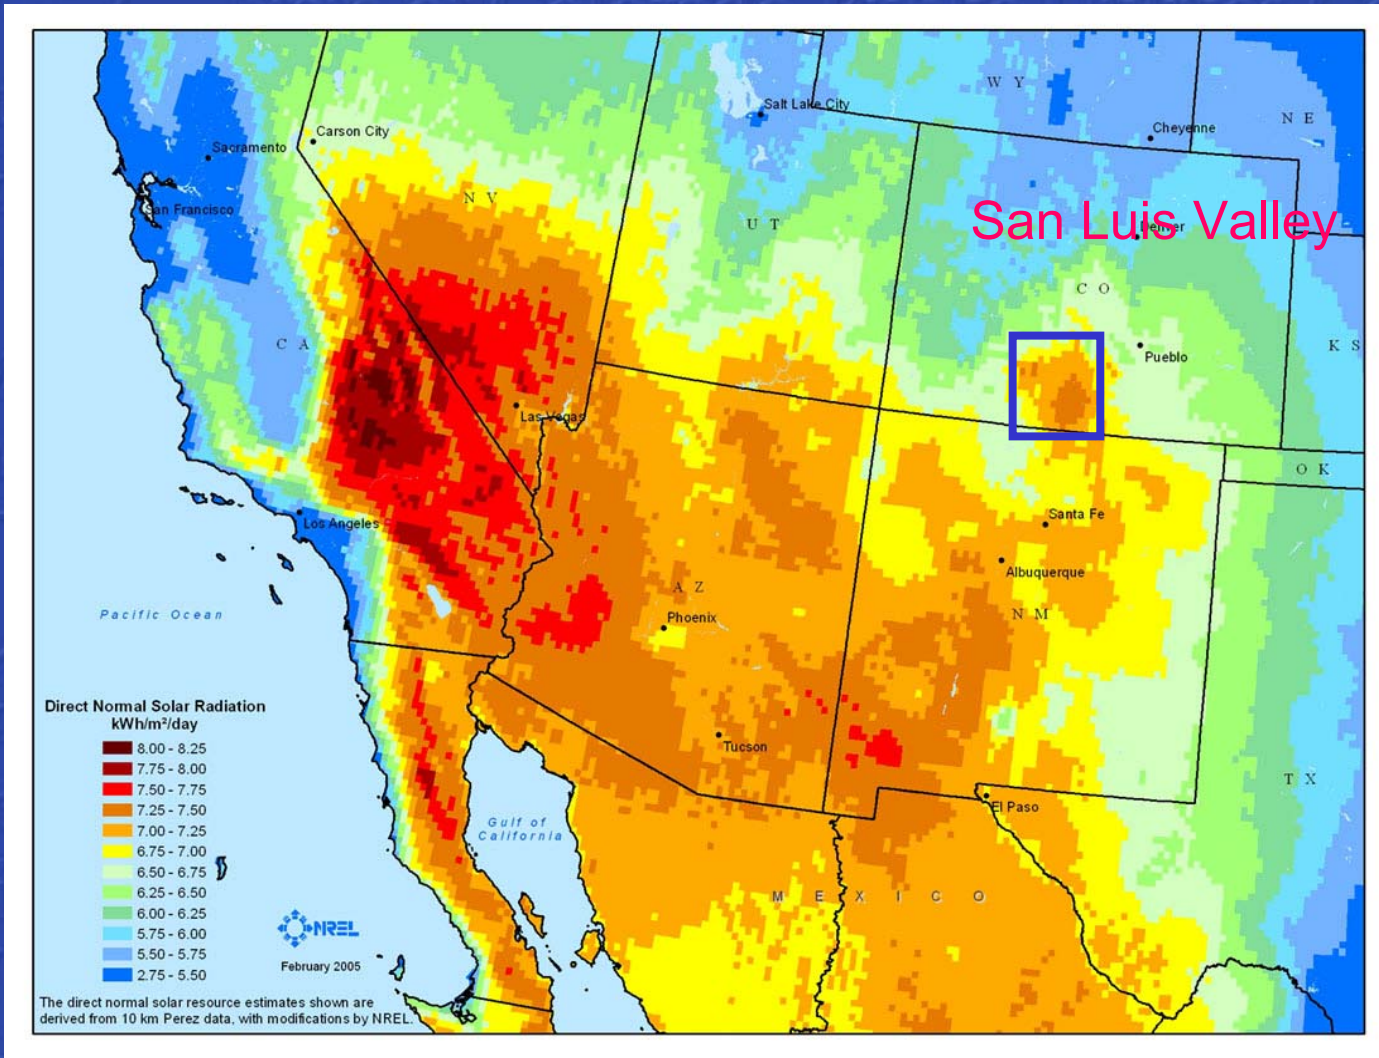 W Y
Salt Lake City
Cheyenne
N E
Carson City
Sacramento
N V
San Luis Valley
San Francisco
U T
Denver
C O
C A
K S
Pueblo
Las Vegas
O K
Santa Fe
Los Angeles
Albuquerque
A Z
Pacific Ocean
N M
Phoenix
Direct Normal Solar Radiation
kWh/m²/day
Tucson
8.00 - 8.25
7.75 - 8.00
T X
7.50 - 7.75
7.25 - 7.50
El Paso
Gulf of
California
7.00 - 7.25
6.75 - 7.00
6.50 - 6.75
M E X I C O
6.25 - 6.50
6.00 - 6.25
5.75 - 6.00
NREL
5.50 - 5.75
2.75 - 5.50
February 2005
The direct normal solar resource estimates shown are
derived from 10 km Perez data, with modifications by NREL.